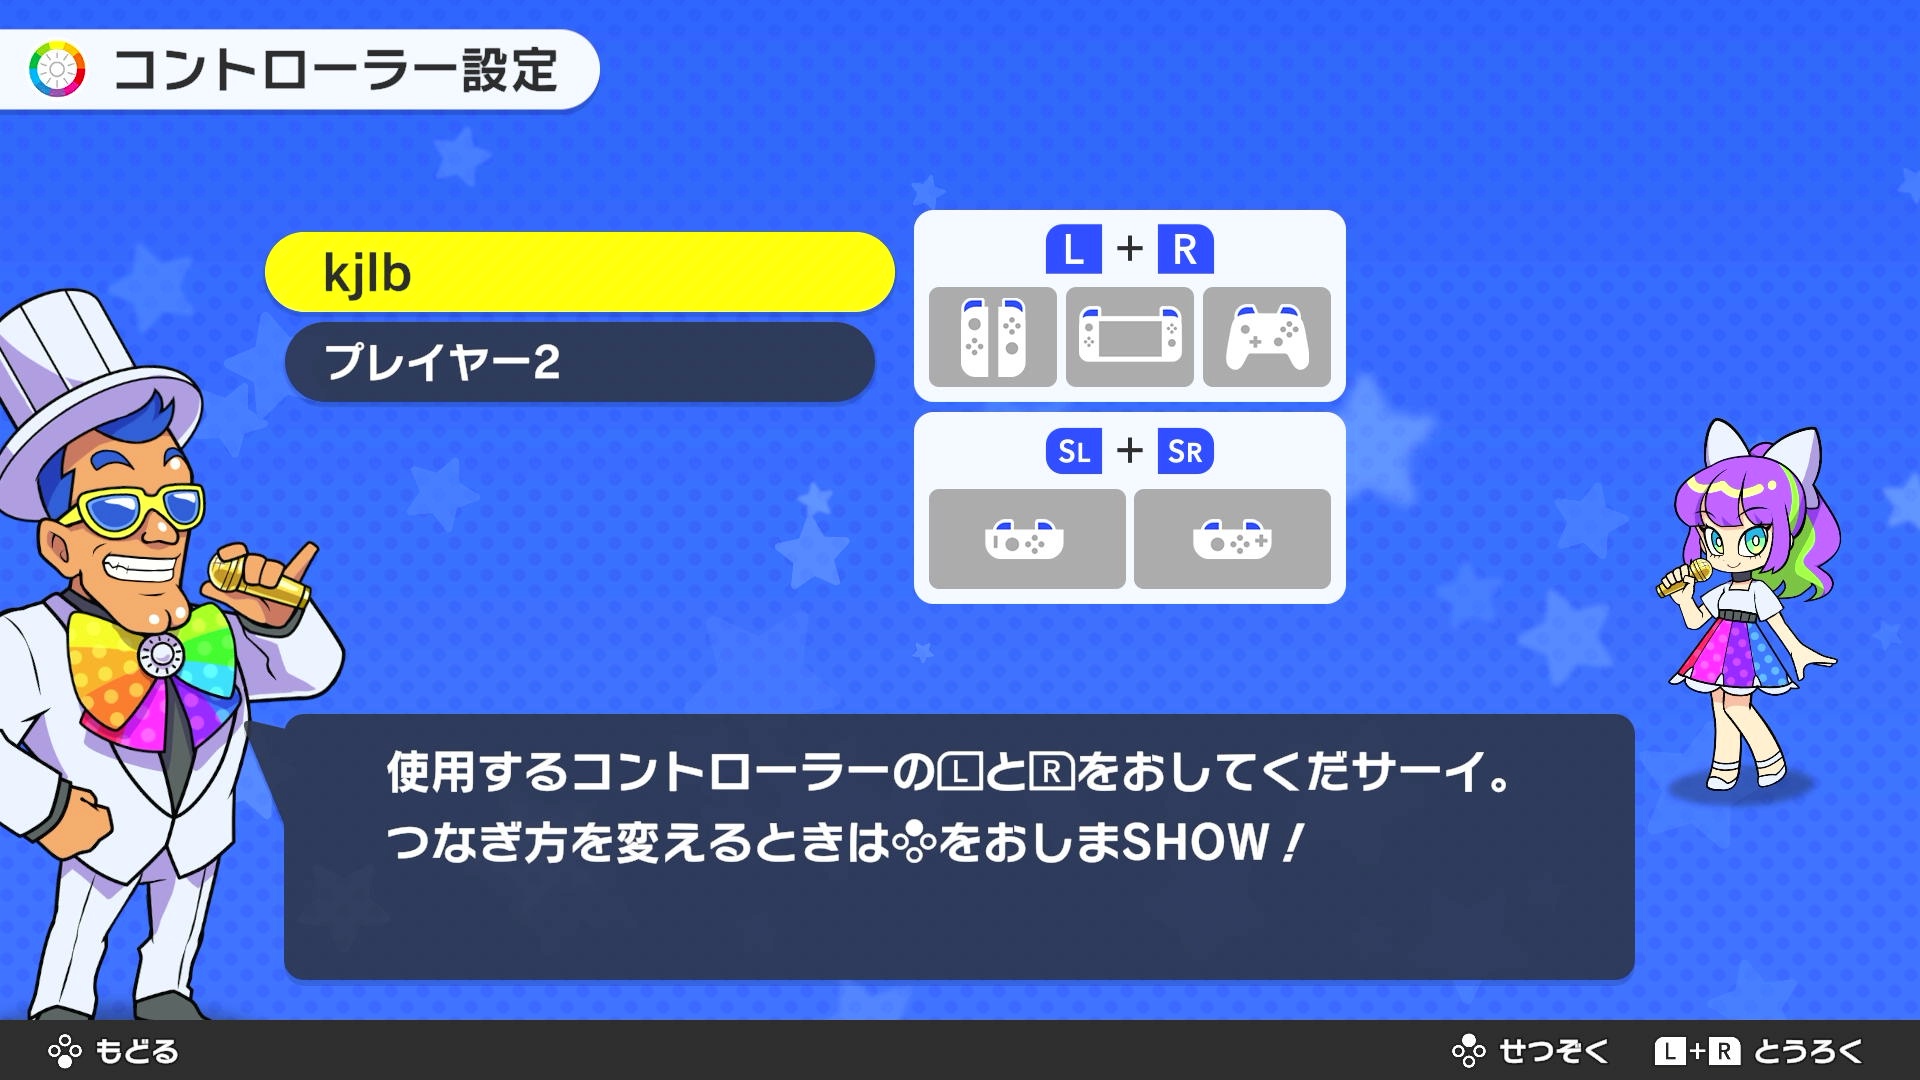 コントローラー設定
kjlb
プレイヤー2
L + R
SL + SR
使用するコントローラーのLとRをおしてくだサーイ。
つなぎ方を変えるときはをおしまSHOW！
もどる
せつぞく
L+R とうろく